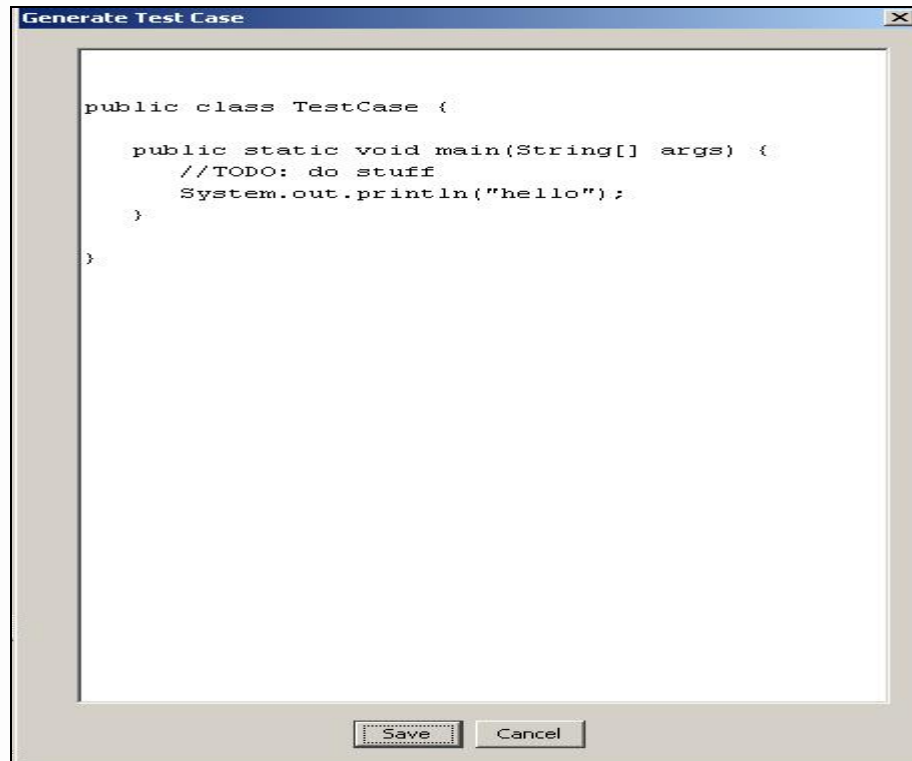 Generate Test Case
public class TestCase {
public static void main(String[] args) {
//TODO: do stuff
System.out.println("hello");
}
}
Save
Cancel